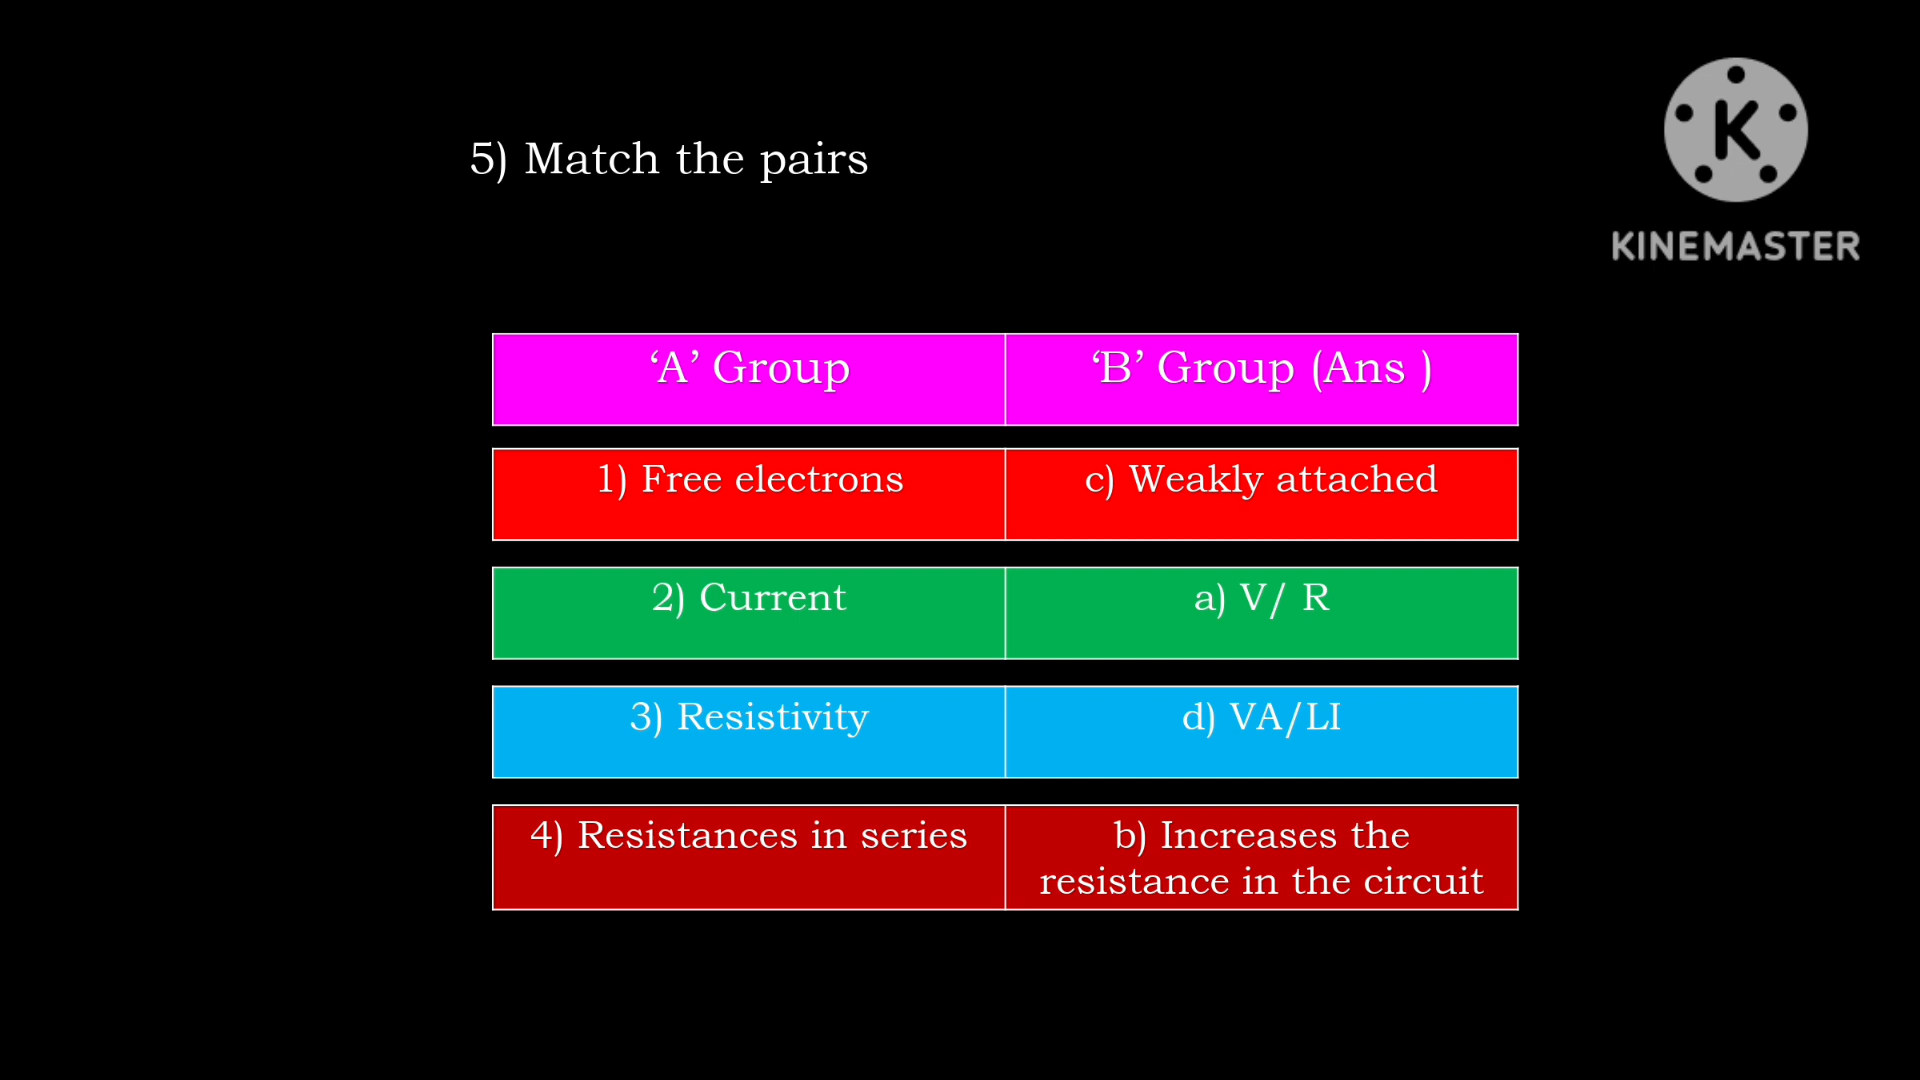 5) Match the pairs
K
KINEMASTER
‘A’ Group
‘B’ Group (Ans )
1) Free electrons
c) Weakly attached
2) Current
a) V/ R
3) Resistivity
d) VA/LI
4) Resistances in series
b) Increases the
resistance in the circuit